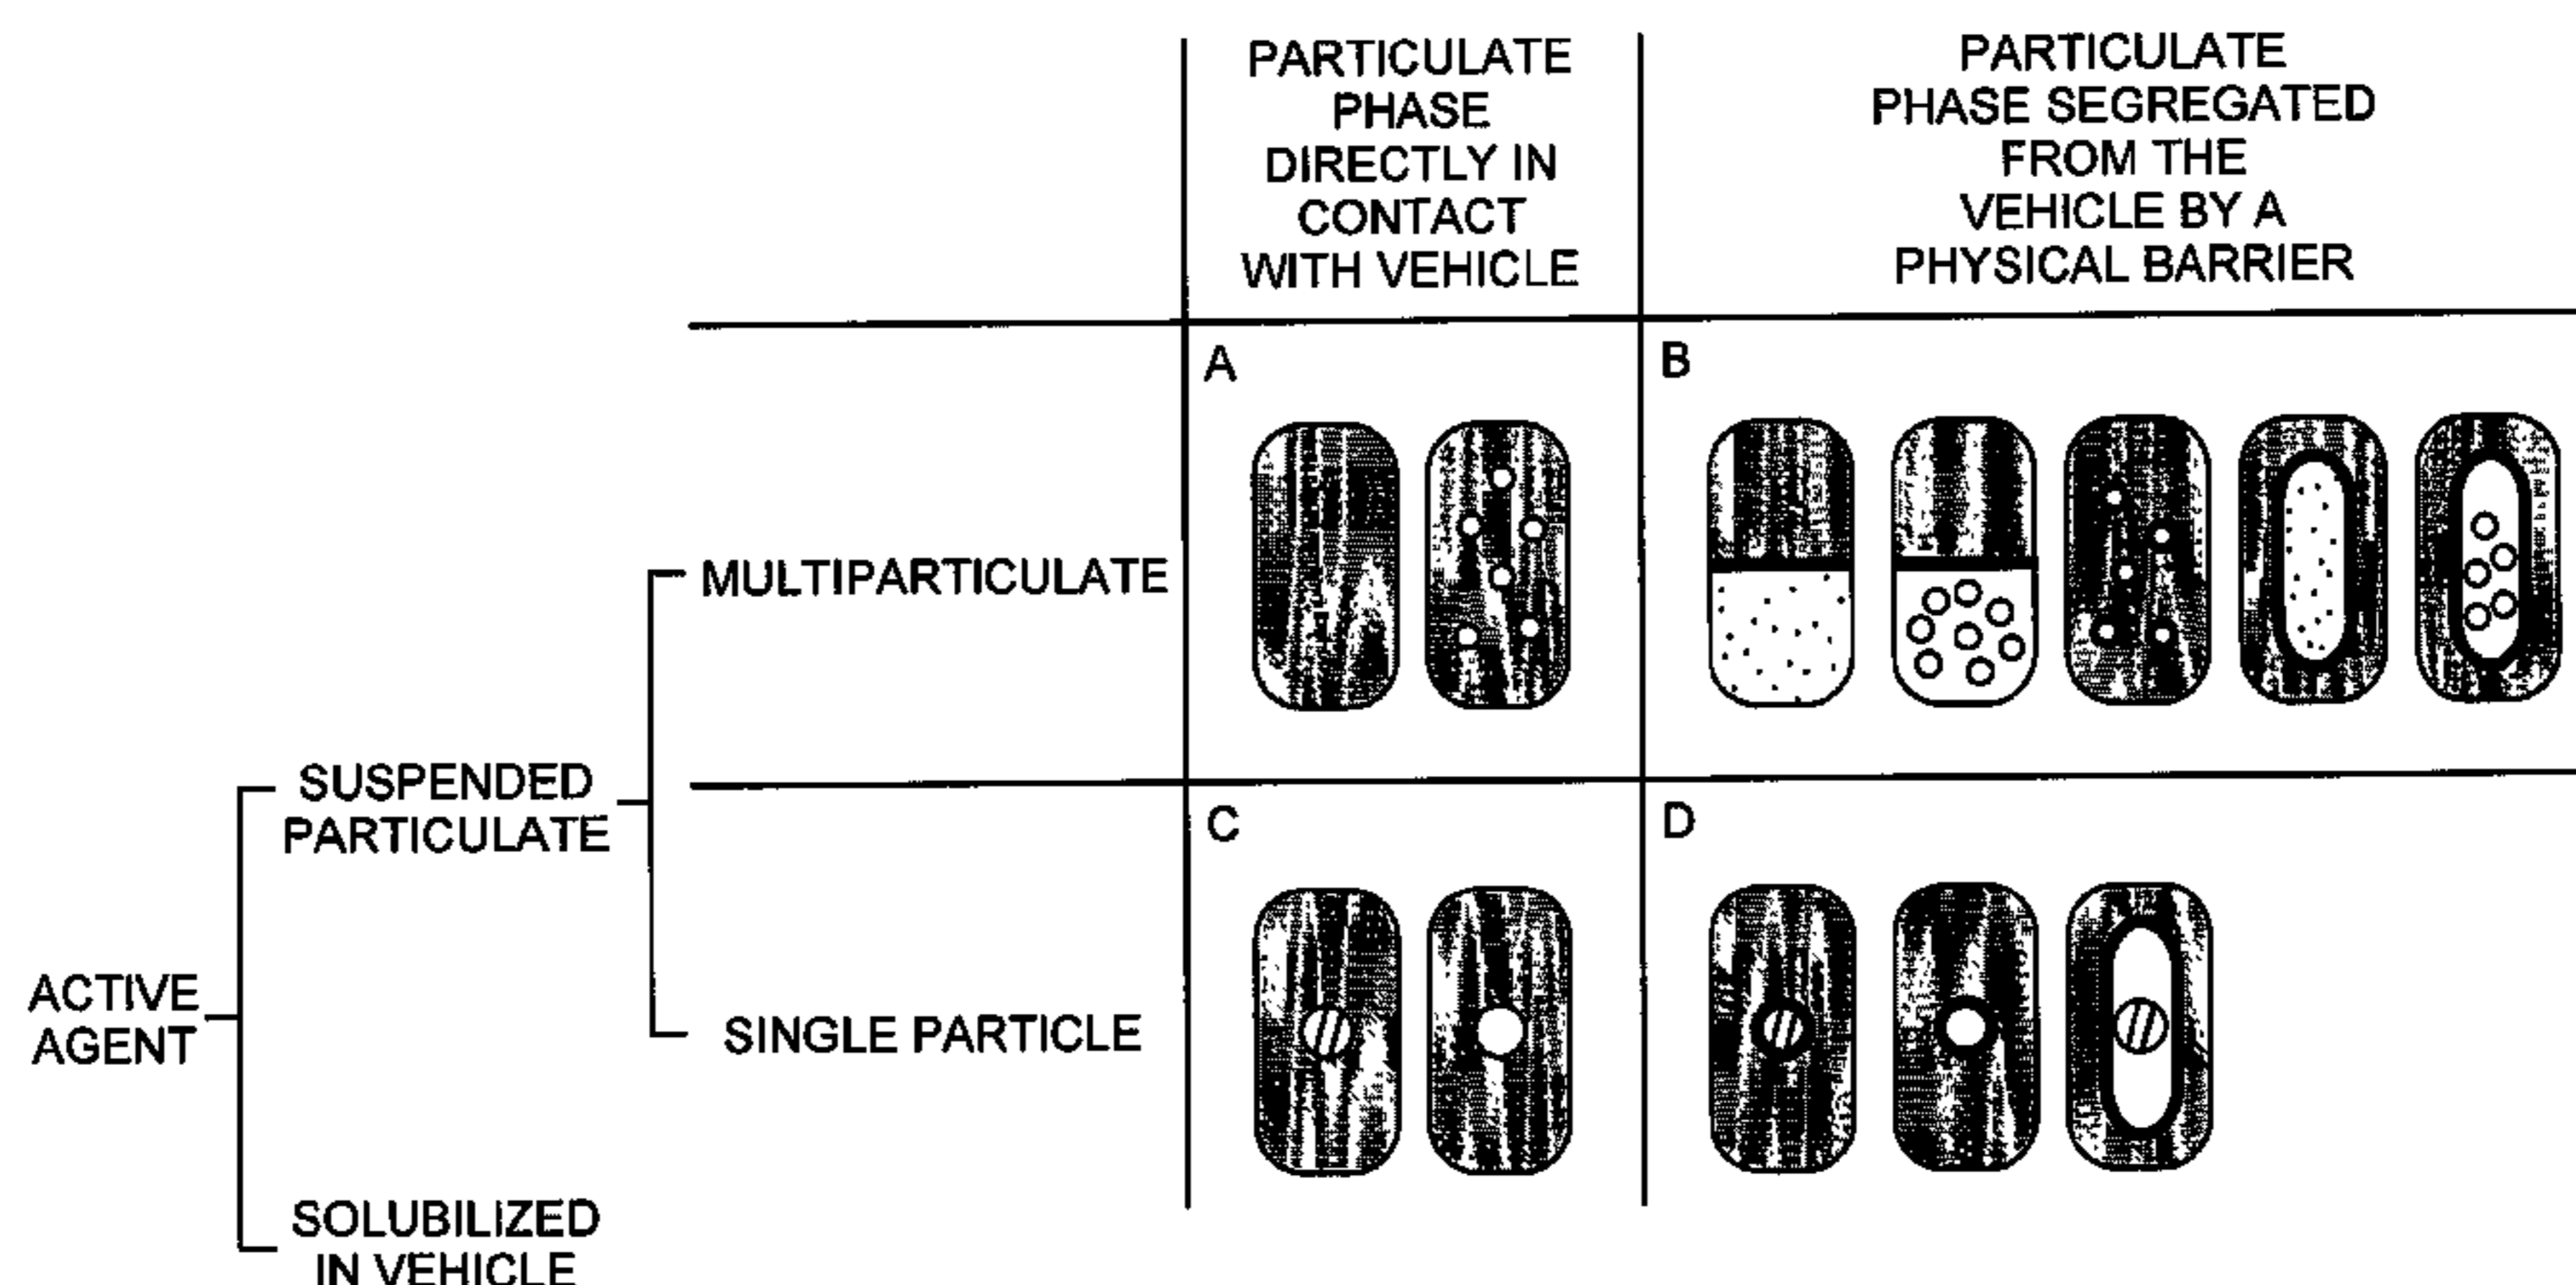 PARTICULATE
PHASE
DIRECTLY IN
CONTACT
WITH VEHICLE
PARTICULATE
PHASE SEGREGATED
FROM THE
VEHICLE BY A
PHYSICAL BARRIER
A
B
MULTIPARTICULATE
SUSPENDED
PARTICULATE
C
D
ACTIVE
AGENT
SINGLE PARTICLE
SOLUBILIZED
IN VEHICLE